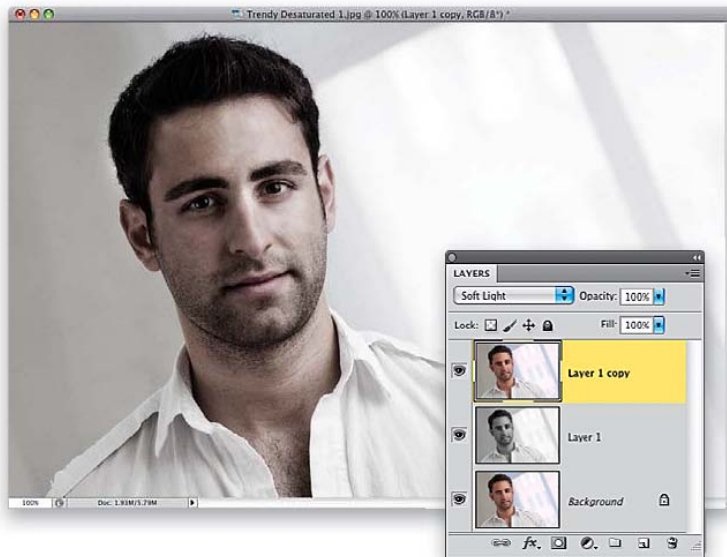 Trendy Desaturated 1.jpg @ 100% (Layer 1 copy, RGB/8*) *
LAYERS
Soft Light Opacity: 100%
Lock: Fill: 100%
Layer 1 copy
Layer 1
Background
100% Doc: 1.93M/5.79M
fx.